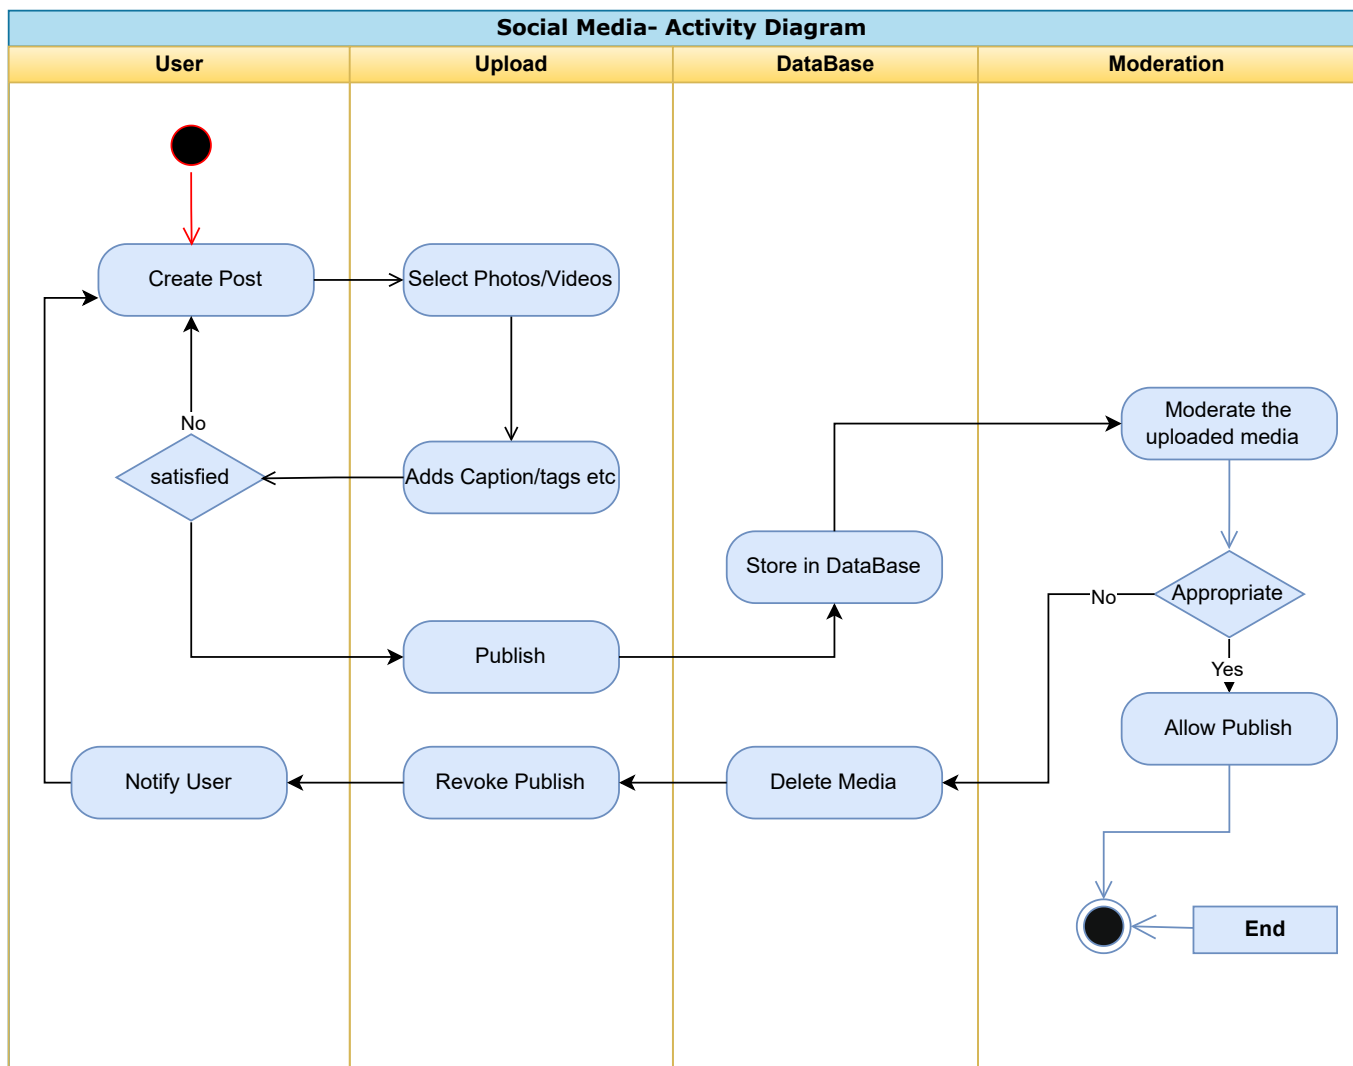 Social Media- Activity Diagram
User
Upload
DataBase
Moderation
Create Post
Select Photos/Videos
Moderate the
uploaded media
No
satisfied
Adds Caption/tags etc
Store in DataBase
Appropriate
No
Publish
Yes
Allow Publish
Notify User
Revoke Publish
Delete Media
End